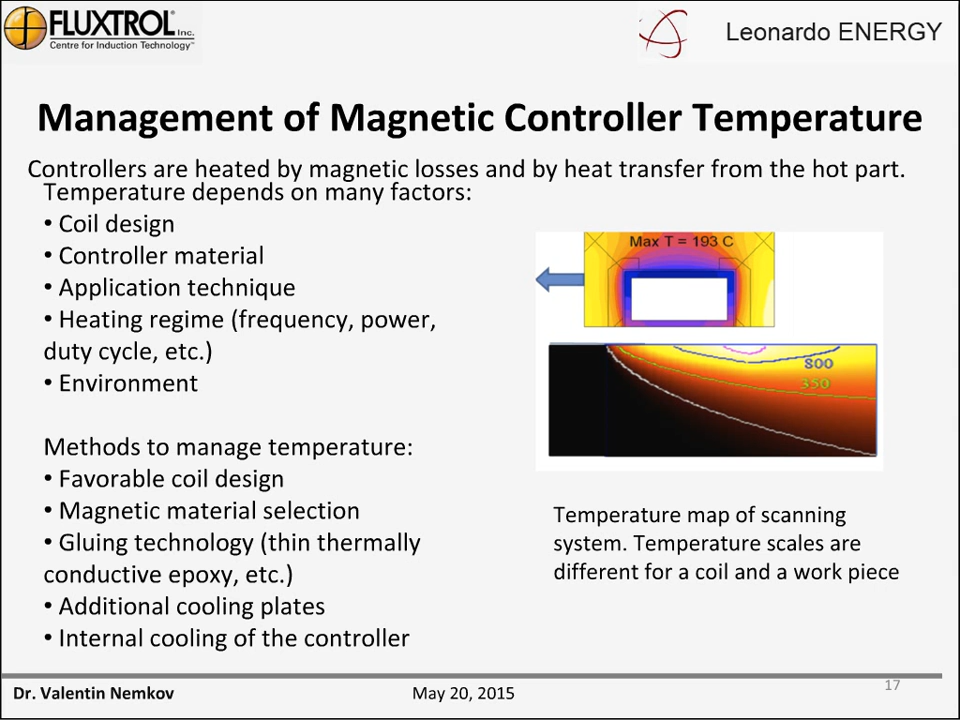 FLUXTROL® Inc.
Centre for Induction Technology™
Leonardo ENERGY
Management of Magnetic Controller Temperature
Controllers are heated by magnetic losses and by heat transfer from the hot part.
Temperature depends on many factors:
• Coil design
• Controller material
• Application technique
• Heating regime (frequency, power,
duty cycle, etc.)
• Environment
Methods to manage temperature:
• Favorable coil design
• Magnetic material selection
• Gluing technology (thin thermally
conductive epoxy, etc.)
• Additional cooling plates
• Internal cooling of the controller
Max T = 193 C
800
350
Temperature map of scanning
system. Temperature scales are
different for a coil and a work piece
Dr. Valentin Nemkov
May 20, 2015
17